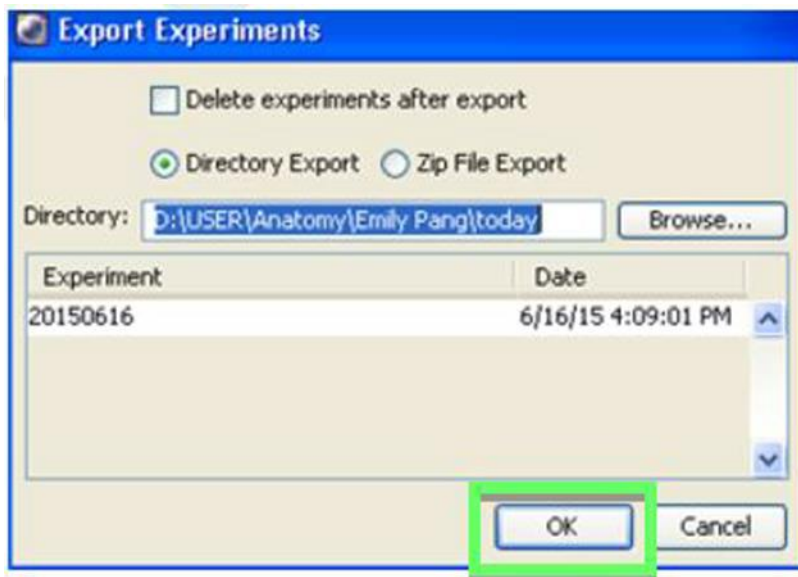 Export Experiments
Delete experiments after export
Directory Export Zip File Export
Directory: D:\USER\Anatomy\Emily Pang\today Browse...
Experiment Date
20150616 6/16/15 4:09:01 PM
OK Cancel